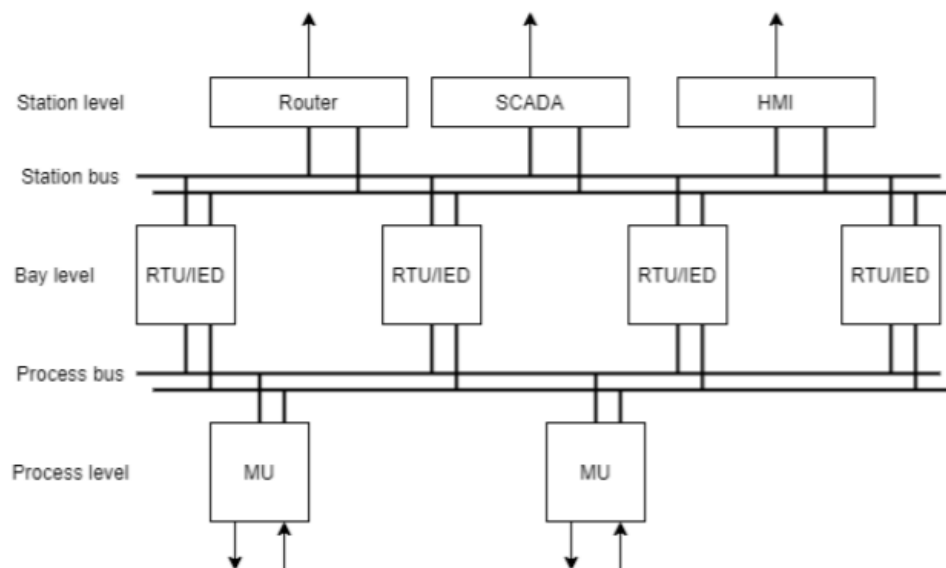 Station level
Router
SCADA
HMI
Station bus
Bay level
RTU/IED
RTU/IED
RTU/IED
RTU/IED
Process bus
Process level
MU
MU